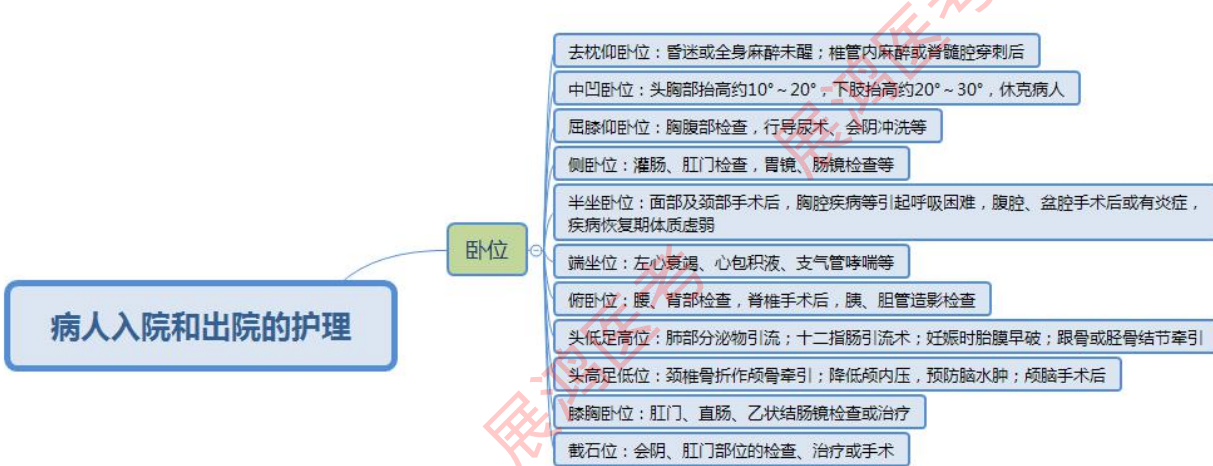 去枕仰卧位：昏迷或全身麻醉未醒；椎管内麻醉或脊髓腔穿刺后
中凹卧位：头胸部抬高约10°~20°，下肢抬高约20°~30°，休克病人
屈膝仰卧位：胸腹部检查，行导尿术、会阴冲洗等
侧卧位：灌肠、肛门检查，胃镜、肠镜检查等
半坐卧位：面部及颈部手术后，胸腔疾病等引起呼吸困难，腹腔、盆腔手术后或有炎症，
疾病恢复期体质虚弱
卧位
端坐位：左心衰竭、心包积液、支气管哮喘等
俯卧位：腰、背部检查，脊椎手术后，胰、胆管造影检查
病人入院和出院的护理
头低足高位：肺部分泌物引流；十二指肠引流术；妊娠时胎膜早破；跟骨或胫骨结节牵引
头高足低位：颈椎骨折作颅骨牵引；降低颅内压，预防脑水肿；颅脑手术后
膝胸卧位：肛门、直肠、乙状结肠镜检查或治疗
截石位：会阴、肛门部位的检查、治疗或手术
展鸿医考
展鸿医考